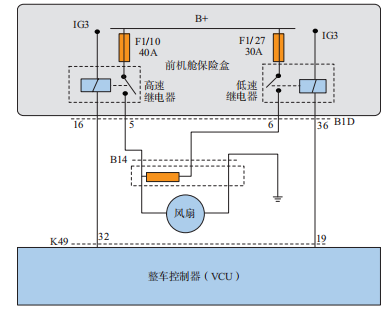 B+
IG3
IG3
F1/10
40A
F1/27
30A
前机舱保险盒
高速
继电器
低速
继电器
16
5
6
36
B1D
B14
风扇
K49
32
19
整车控制器（VCU）